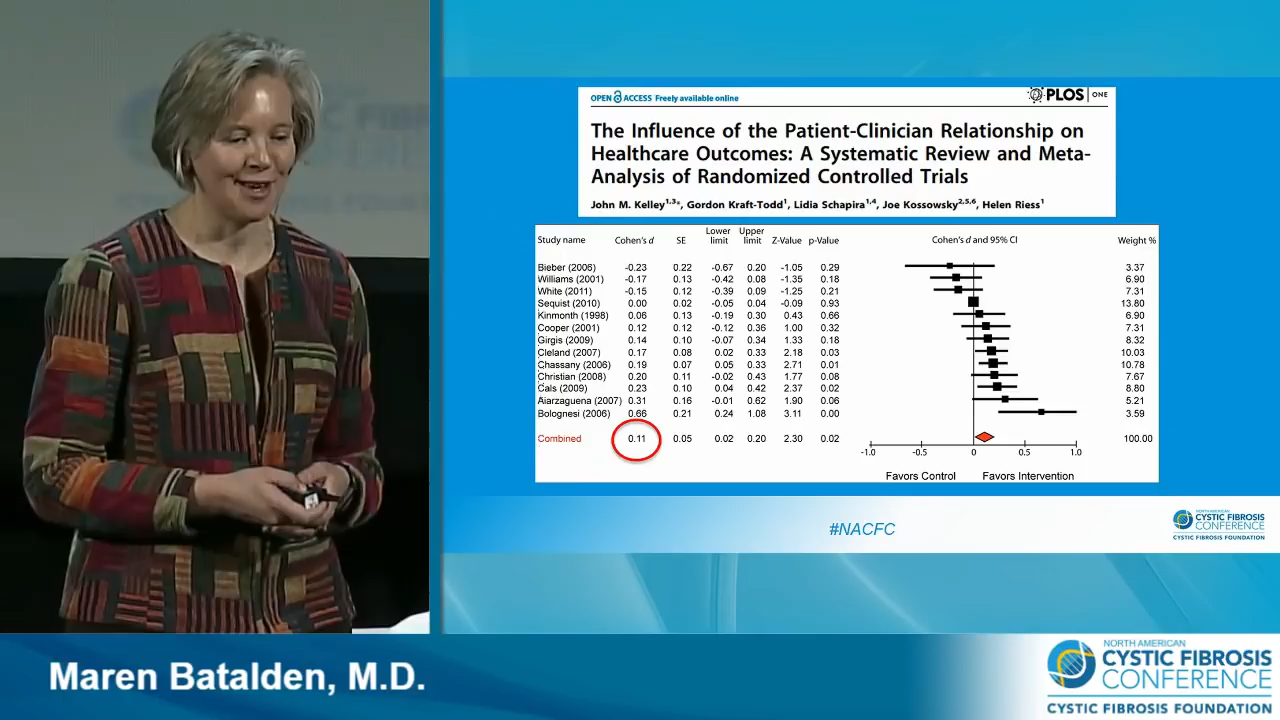 OPEN ACCESS Freely available online
PLOS ONE
The Influence of the Patient-Clinician Relationship on
Healthcare Outcomes: A Systematic Review and Meta-
Analysis of Randomized Controlled Trials
John M. Kelley1,3*, Gordon Kraft-Todd1, Lidia Schapira1,4, Joe Kossowsky2,5,6, Helen Riess1
Study name Cohen's d SE Lower limit Upper limit Z-Value p-Value Cohen's d and 95% CI Weight %
Bieber (2006) -0.23 0.22 -0.67 0.20 -1.05 0.29 3.37
Williams (2001) -0.17 0.13 -0.42 0.08 -1.35 0.18 6.90
White (2011) -0.15 0.12 -0.39 0.09 -1.25 0.21 7.31
Sequist (2010) 0.00 0.02 -0.05 0.04 -0.09 0.93 13.80
Kinmonth (1998) 0.06 0.13 -0.19 0.30 0.43 0.66 6.90
Cooper (2001) 0.12 0.12 -0.12 0.36 1.00 0.32 7.31
Girgis (2009) 0.14 0.10 -0.07 0.34 1.33 0.18 8.32
Cleland (2007) 0.17 0.08 0.02 0.33 2.18 0.03 10.03
Chassany (2006) 0.19 0.07 0.05 0.33 2.71 0.01 10.78
Christian (2008) 0.20 0.11 -0.02 0.43 1.77 0.08 7.67
Cals (2009) 0.23 0.10 0.04 0.42 2.37 0.02 8.80
Aiarzaguena (2007) 0.31 0.16 -0.01 0.62 1.90 0.06 5.21
Bolognesi (2006) 0.66 0.21 0.24 1.08 3.11 0.00 3.59
Combined 0.11 0.05 0.02 0.20 2.30 0.02 100.00
-1.0 -0.5 0 0.5 1.0
Favors Control Favors Intervention
#NACFC
NORTH AMERICAN
CYSTIC FIBROSIS
CONFERENCE
CYSTIC FIBROSIS FOUNDATION
Maren Batalden, M.D.
NORTH AMERICAN
CYSTIC FIBROSIS
CONFERENCE
CYSTIC FIBROSIS FOUNDATION